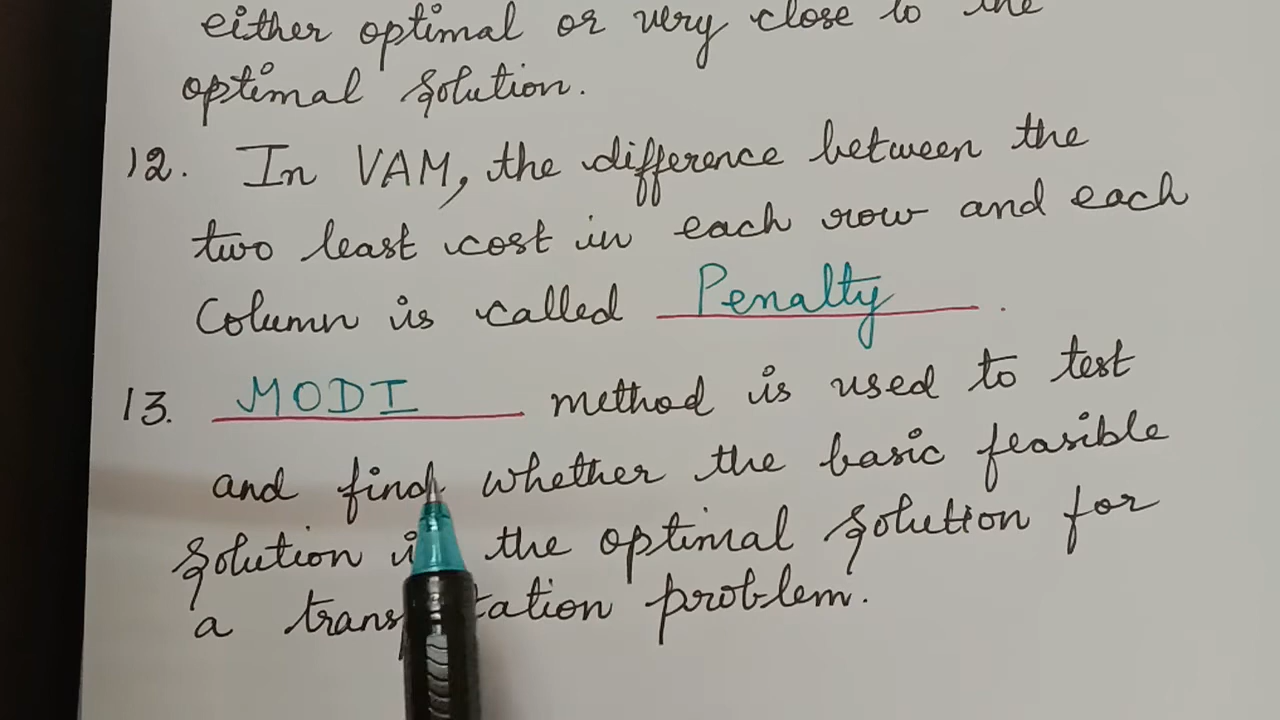 either optimal or very close to the
optimal solution.
12. In VAM, the difference between the
two least cost in each row and each
Column is called Penalty.
13. MODI method is used to test
and find whether the basic feasible
solution is the optimal solution for
a problem.